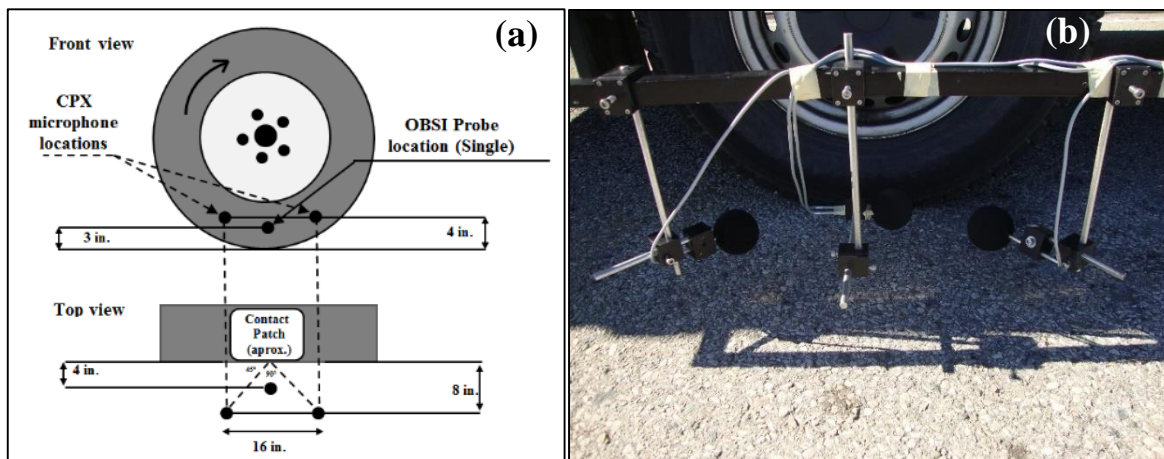 (a)
Front view
CPX
microphone
locations
OBSI Probe
location (Single)
3 in.
4 in.
Top view
Contact
Patch
(aprox.)
4 in.
45°
90°
8 in.
16 in.
(b)